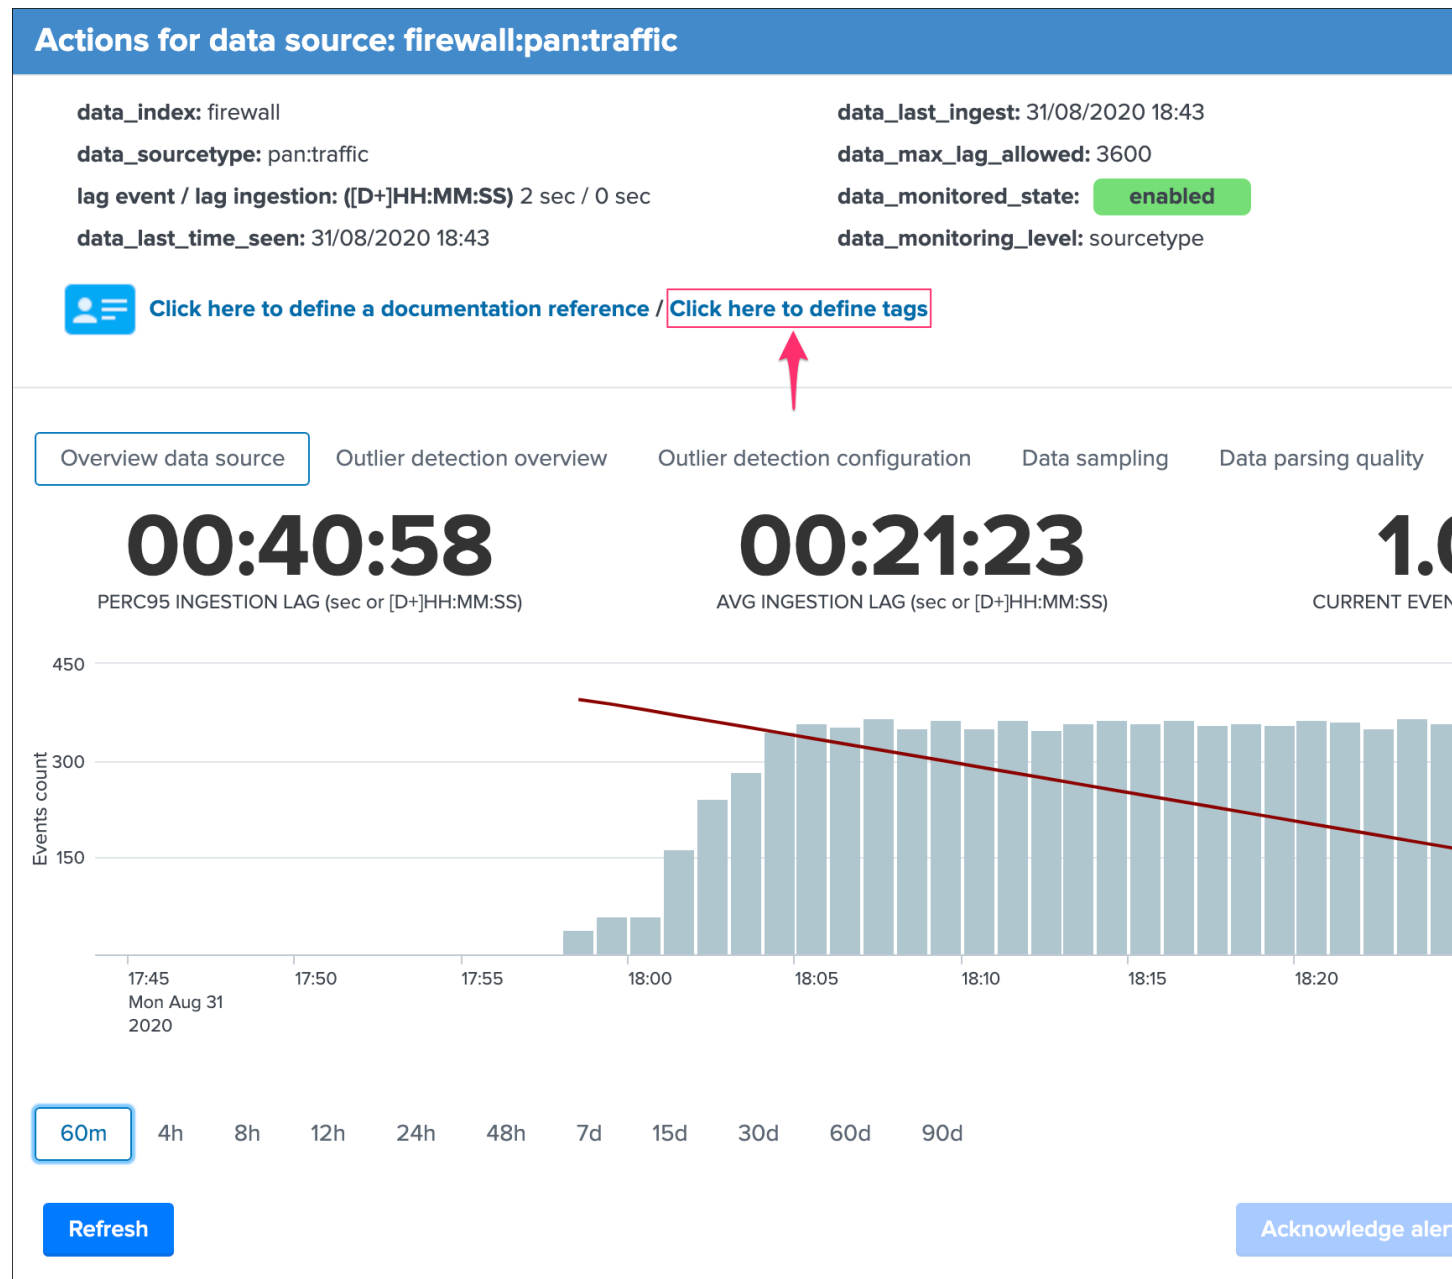 Actions for data source: firewall:pan:traffic
data_index: firewall
data_last_ingest: 31/08/2020 18:43
data_sourcetype: pan:traffic
data_max_lag_allowed: 3600
lag event / lag ingestion: ([D+]HH:MM:SS) 2 sec / 0 sec
data_monitored_state: enabled
data_last_time_seen: 31/08/2020 18:43
data_monitoring_level: sourcetype
Click here to define a documentation reference / Click here to define tags
Overview data source
Outlier detection overview
Outlier detection configuration
Data sampling
Data parsing quality
00:40:58
PERC95 INGESTION LAG (sec or [D+]HH:MM:SS)
00:21:23
AVG INGESTION LAG (sec or [D+]HH:MM:SS)
1.
CURRENT
Events count
450
300
150
17:45
Mon Aug 31
2020
17:50
17:55
18:00
18:05
18:10
18:15
18:20
60m 4h 8h 12h 24h 48h 7d 15d 30d 60d 90d
Refresh
Acknowledge